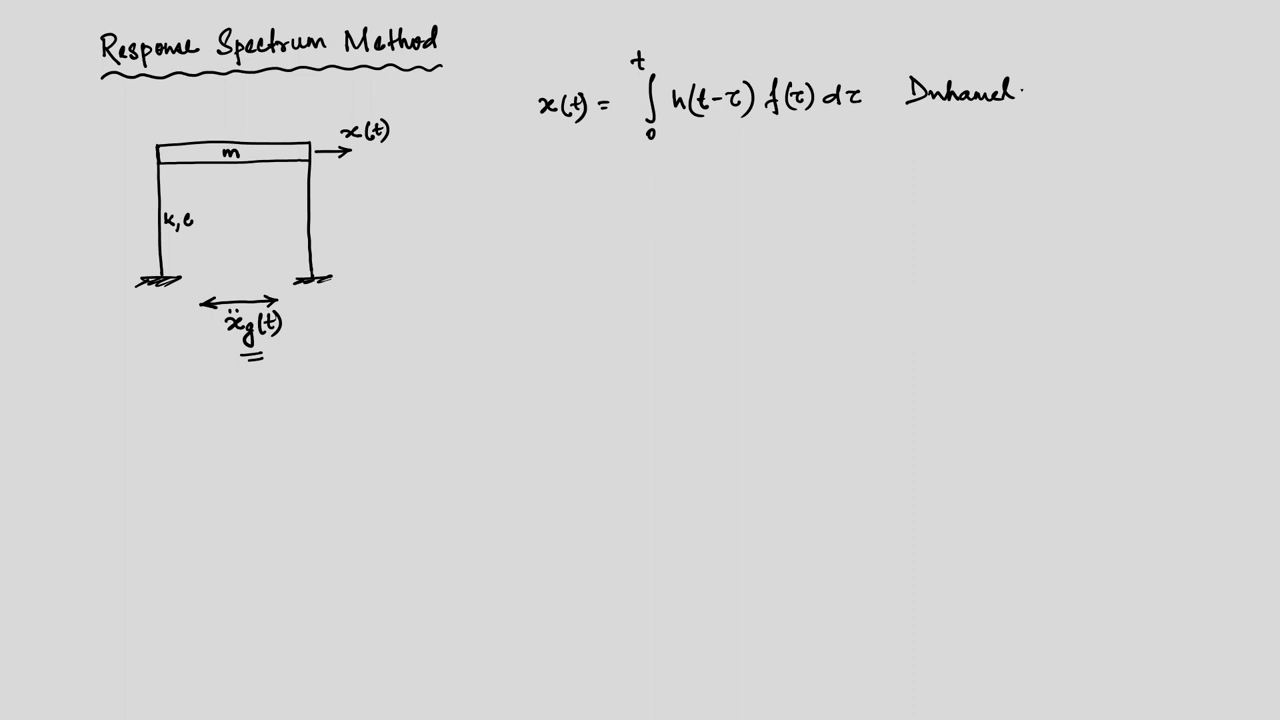 Response Spectrum Method
x(t) = ∫₀ᵗ h(t-τ) f(τ) dτ Duhamel.
x(t)
m
k, c
ẍg(t)